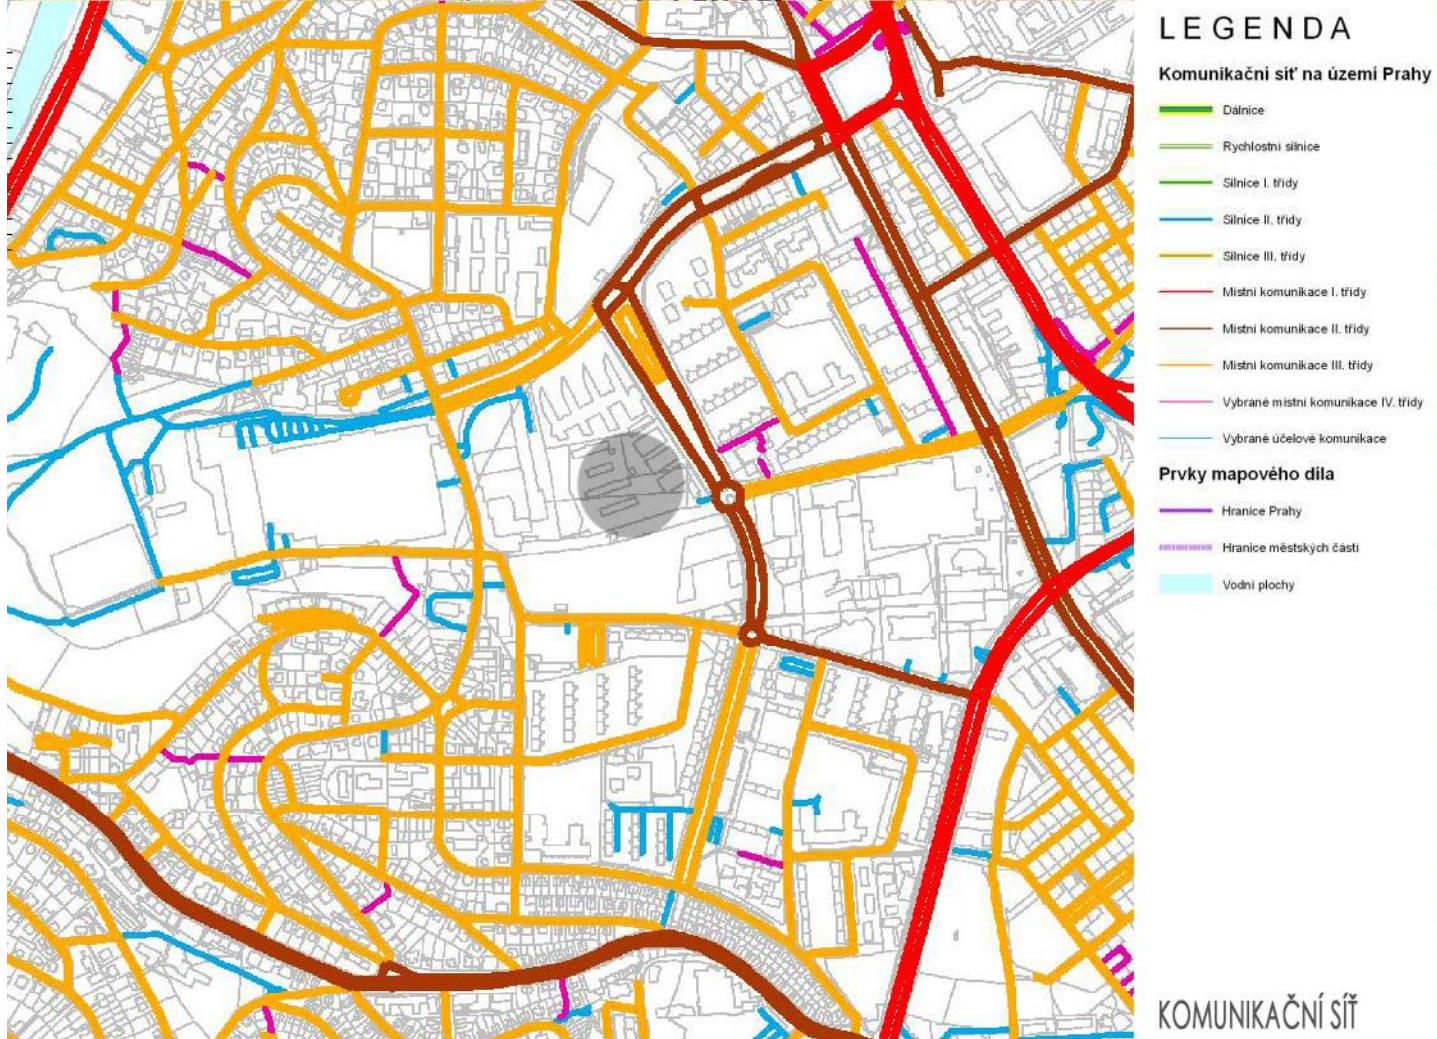 LEGENDA
Komunikační síť na území Prahy
Dálnice
Rychlostní silnice
Silnice I. třídy
Silnice II. třídy
Silnice III. třídy
Místní komunikace I. třídy
Místní komunikace II. třídy
Místní komunikace III. třídy
Vybrané místní komunikace IV. třídy
Vybrané účelové komunikace
Prvky mapového díla
Hranice Prahy
Hranice městských částí
Vodní plochy
KOMUNIKAČNÍ SÍŤ